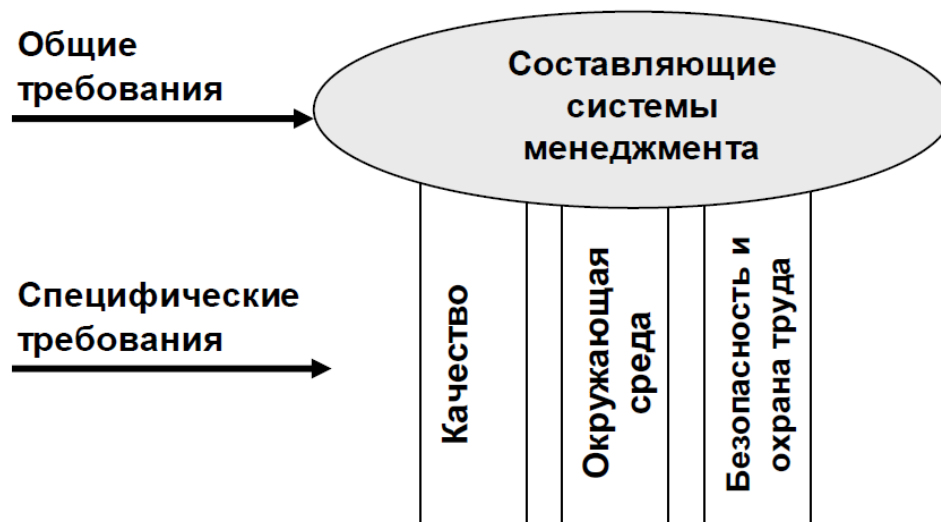 Общие
требования
Составляющие
системы
менеджмента
Специфические
требования
Качество
Окружающая
среда
Безопасность и
охрана труда